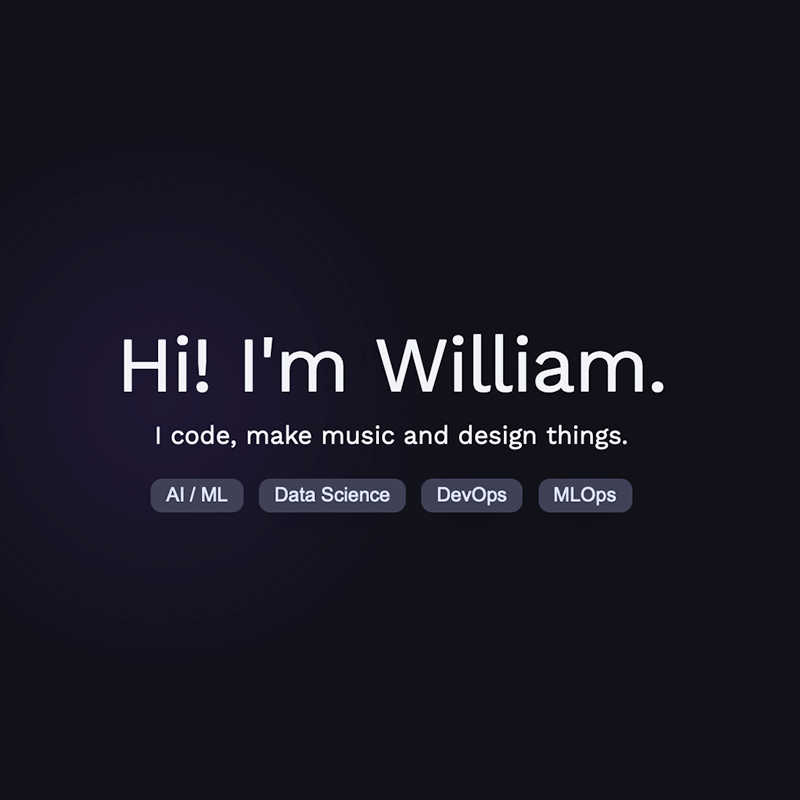 Hi! I'm William.
I code, make music and design things.
AI / ML Data Science DevOps MLOps